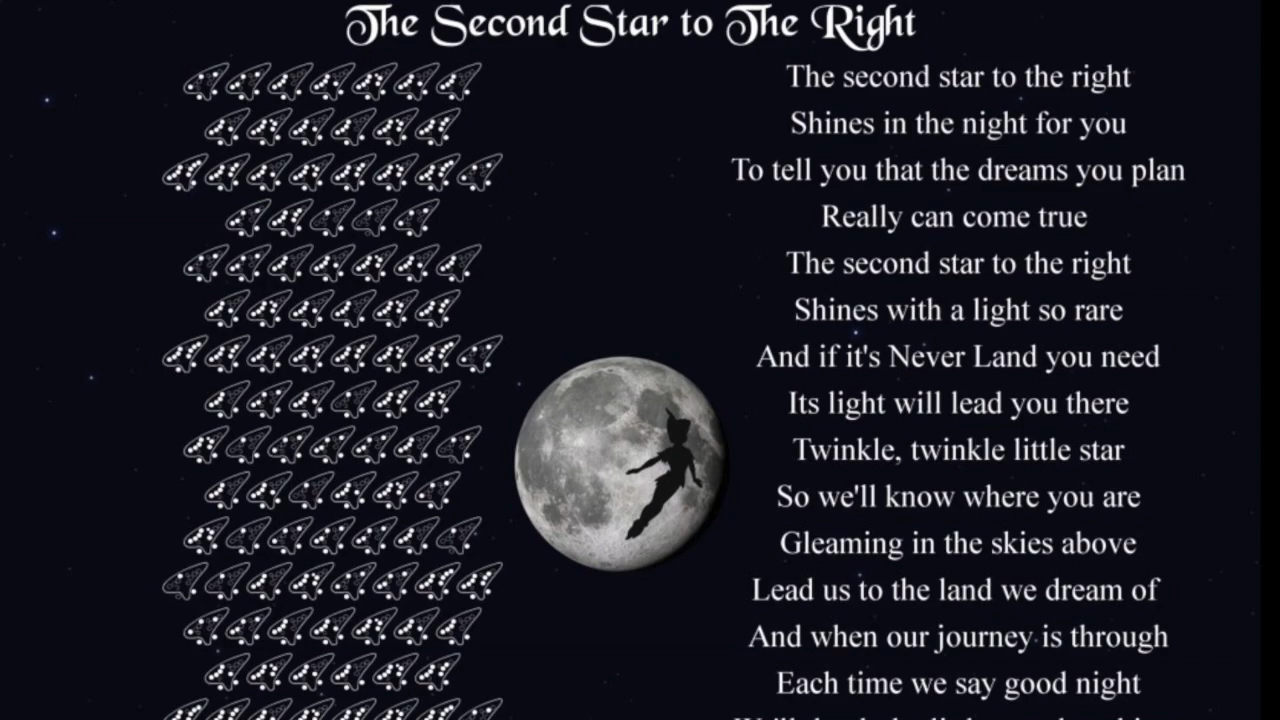 The Second Star to The Right
The second star to the right
Shines in the night for you
To tell you that the dreams you plan
Really can come true
The second star to the right
Shines with a light so rare
And if it's Never Land you need
Its light will lead you there
Twinkle, twinkle little star
So we'll know where you are
Gleaming in the skies above
Lead us to the land we dream of
And when our journey is through
Each time we say good night